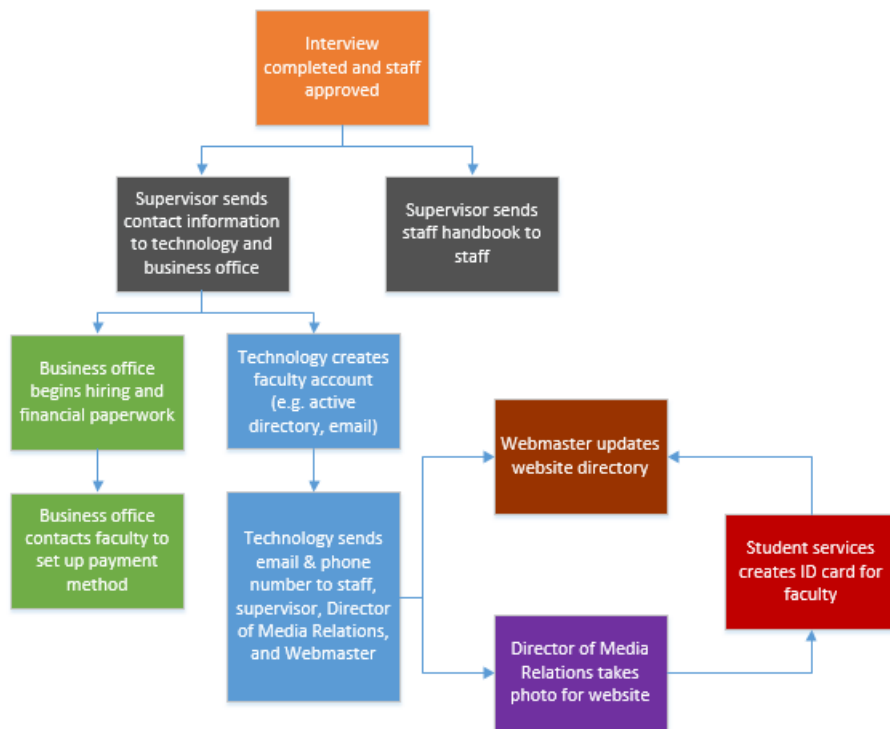 Interview
completed and staff
approved
Supervisor sends
contact information
to technology and
business office
Supervisor sends
staff handbook to
staff
Business office
begins hiring and
financial paperwork
Technology creates
faculty account
(e.g. active
directory, email)
Webmaster updates
website directory
Business office
contacts faculty to
set up payment
method
Technology sends
email & phone
number to staff,
supervisor, Director
of Media Relations,
and Webmaster
Student services
creates ID card for
faculty
Director of Media
Relations takes
photo for website